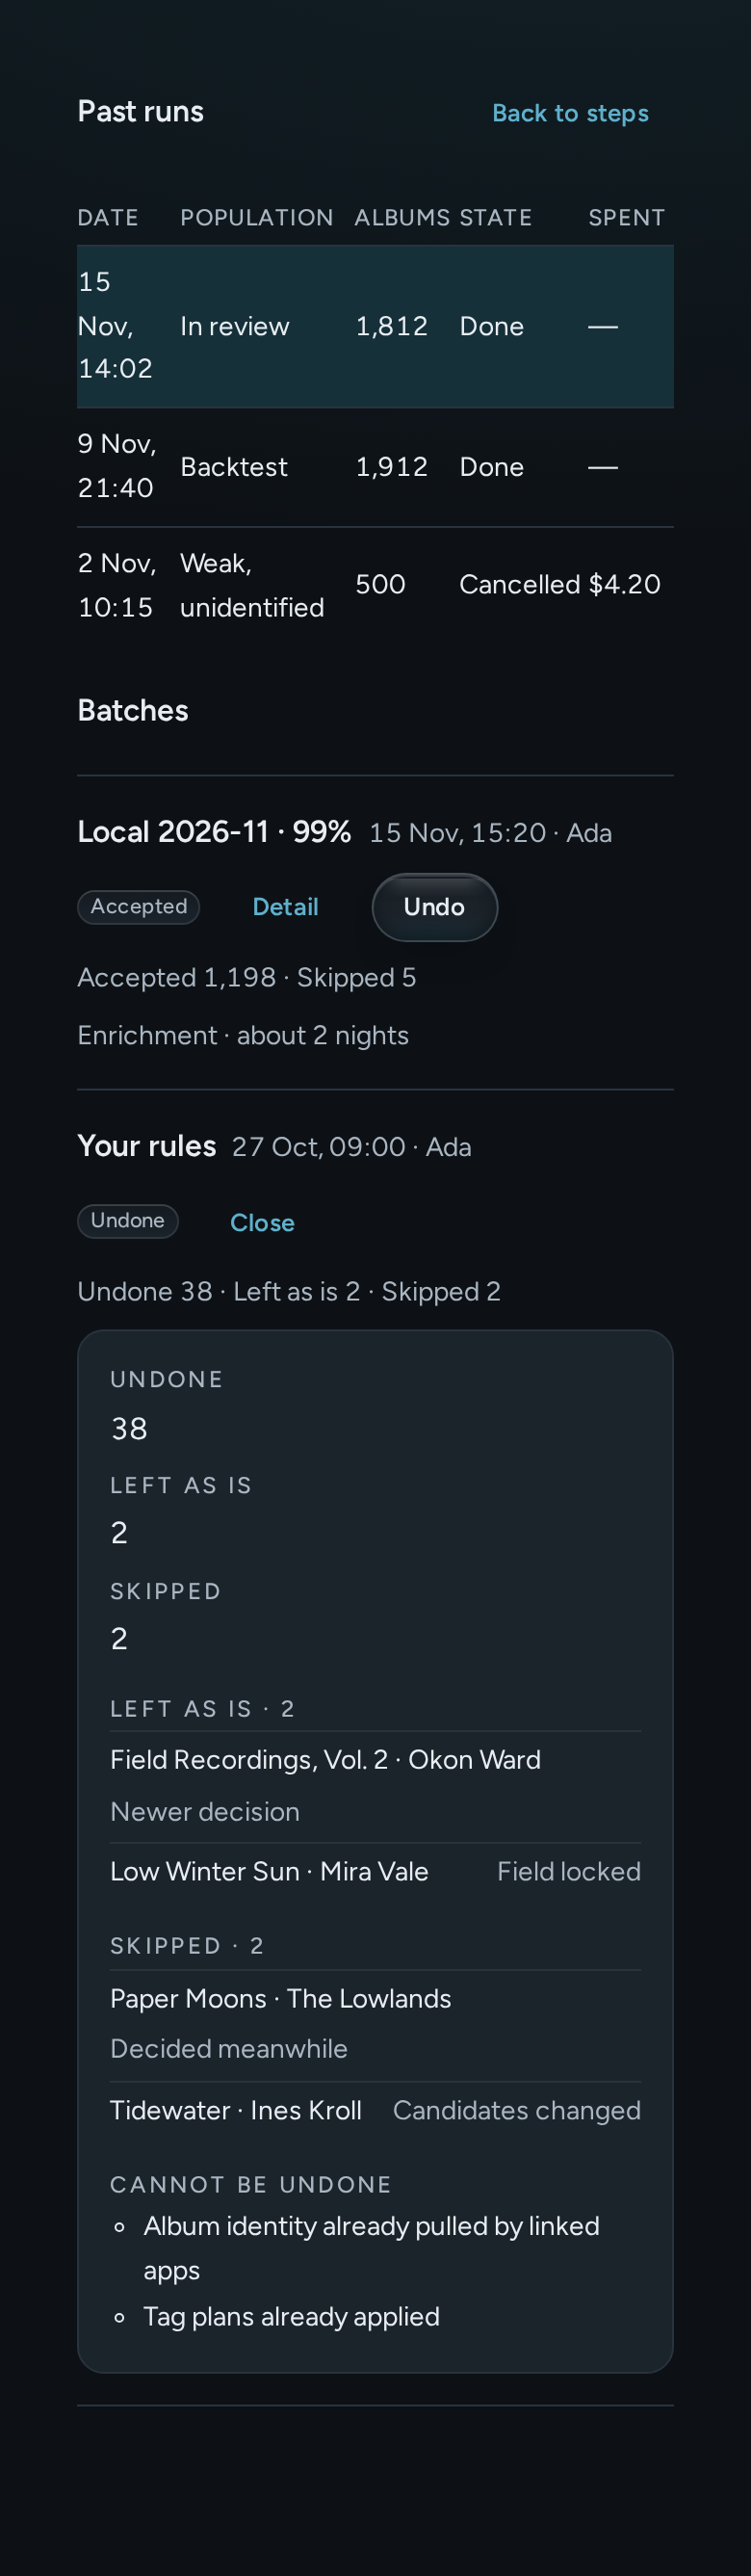 Past runs Back to steps
DATE POPULATION ALBUMS STATE SPENT
15 Nov, 14:02 In review 1,812 Done —
9 Nov, 21:40 Backtest 1,912 Done —
2 Nov, 10:15 Weak, unidentified 500 Cancelled $4.20
Batches
Local 2026-11 · 99% 15 Nov, 15:20 · Ada
Accepted Detail Undo
Accepted 1,198 · Skipped 5
Enrichment · about 2 nights
Your rules 27 Oct, 09:00 · Ada
Undone Close
Undone 38 · Left as is 2 · Skipped 2
UNDONE
38
LEFT AS IS
2
SKIPPED
2
LEFT AS IS · 2
Field Recordings, Vol. 2 · Okon Ward
Newer decision
Low Winter Sun · Mira Vale Field locked
SKIPPED · 2
Paper Moons · The Lowlands
Decided meanwhile
Tidewater · Ines Kroll Candidates changed
CANNOT BE UNDONE
Album identity already pulled by linked
apps
Tag plans already applied